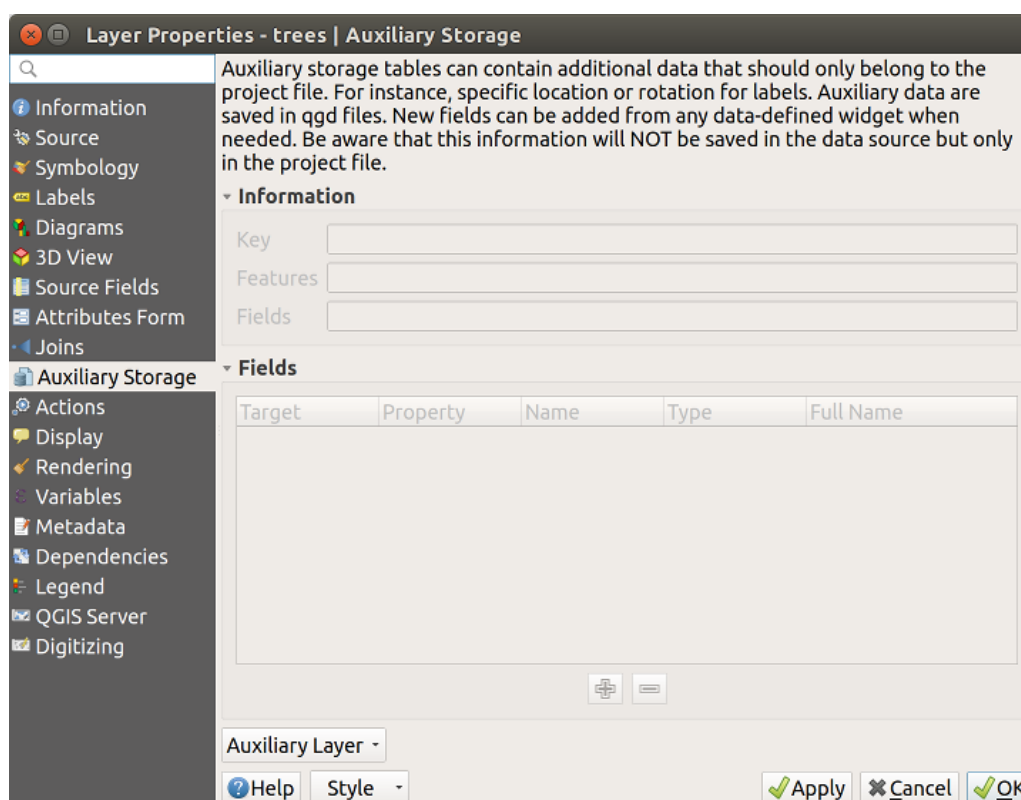 Layer Properties - trees | Auxiliary Storage
Information
Source
Symbology
Labels
Diagrams
3D View
Source Fields
Attributes Form
Joins
Auxiliary Storage
Actions
Display
Rendering
Variables
Metadata
Dependencies
Legend
QGIS Server
Digitizing
Auxiliary storage tables can contain additional data that should only belong to the
project file. For instance, specific location or rotation for labels. Auxiliary data are
saved in qgd files. New fields can be added from any data-defined widget when
needed. Be aware that this information will NOT be saved in the data source but only
in the project file.
Information
Key
Features
Fields
Fields
Target Property Name Type Full Name
Auxiliary Layer
Help Style Apply Cancel OK